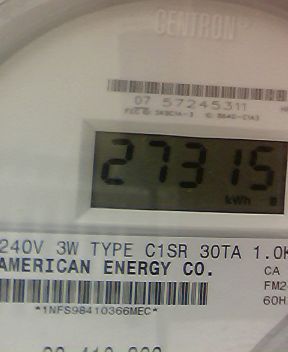 CENTRON®
07 57245311
27315
kWh
240V 3W TYPE C1SR 30TA 1.0K
AMERICAN ENERGY CO.
CA
FM2
60H
*1NFS98410366MEC*